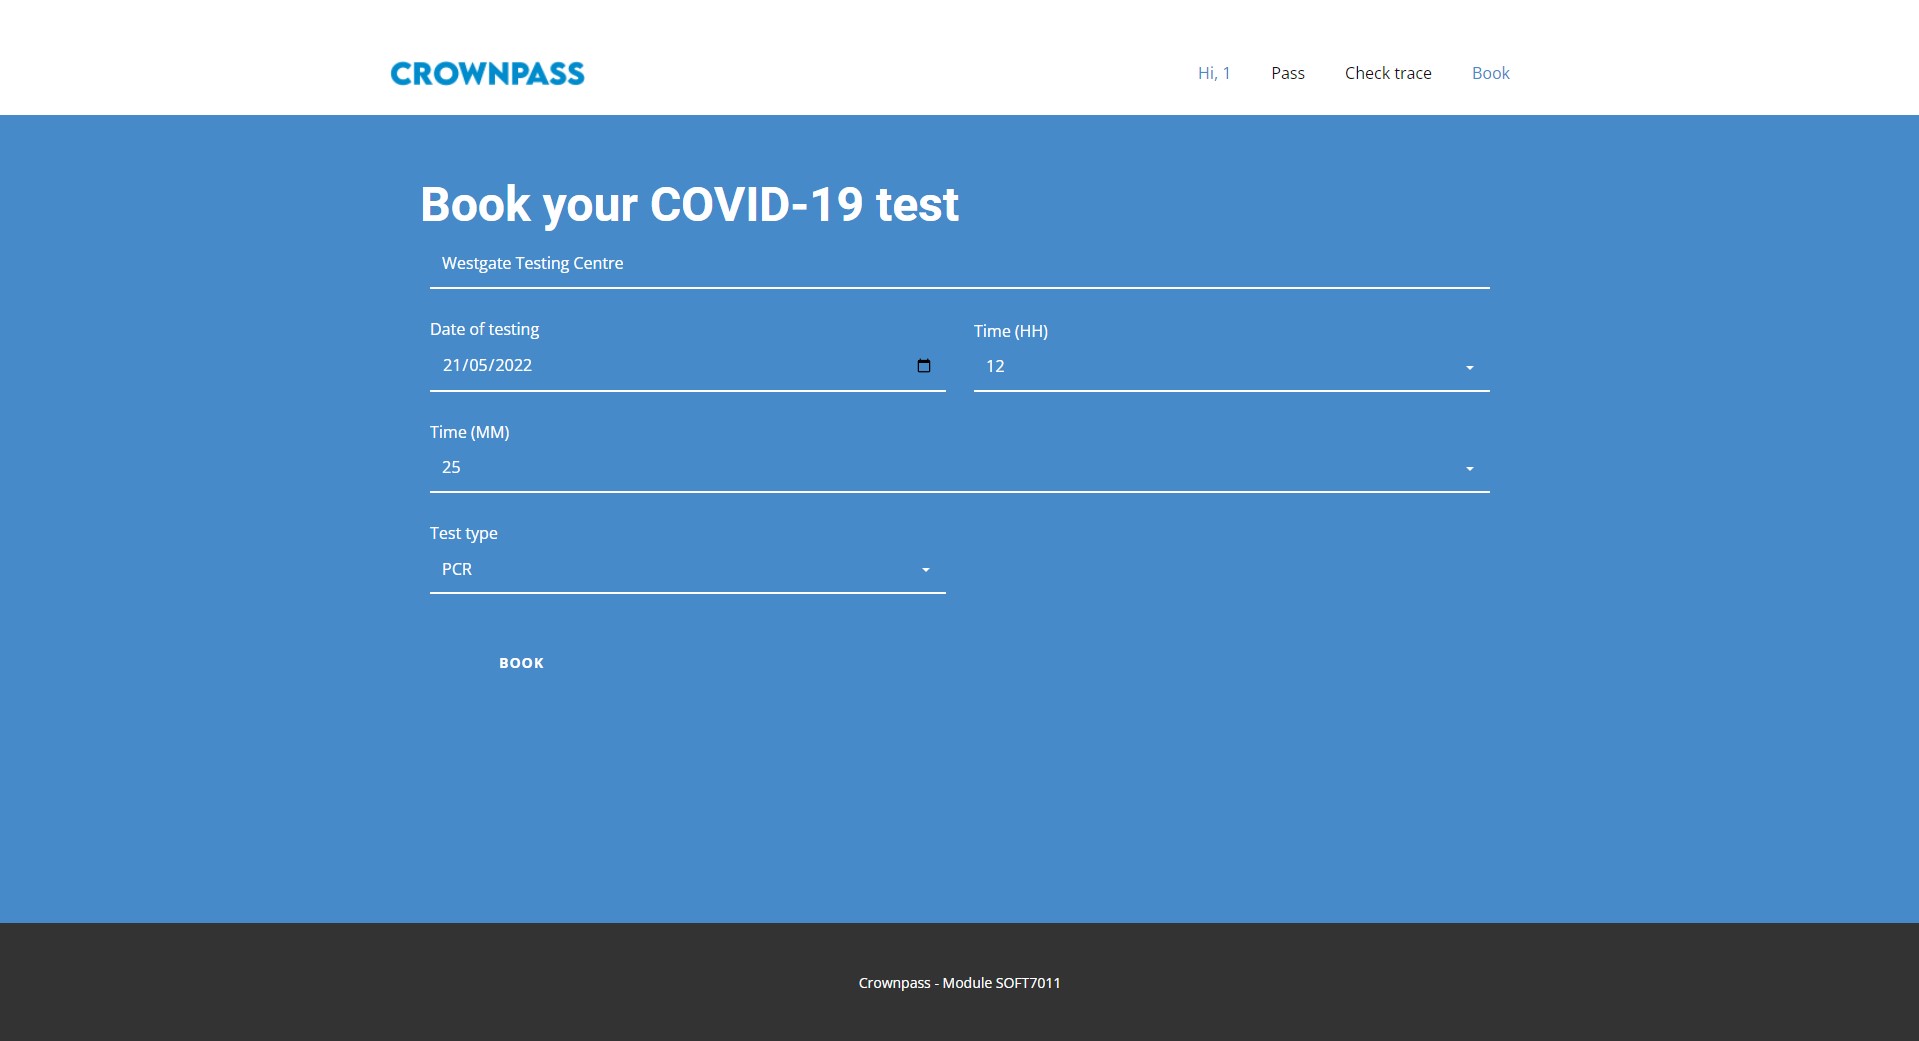 CROWNPASS
Hi, 1 Pass Check trace Book
Book your COVID-19 test
Westgate Testing Centre
Date of testing
21/05/2022
Time (HH)
12
Time (MM)
25
Test type
PCR
BOOK
Crownpass - Module SOFT7011